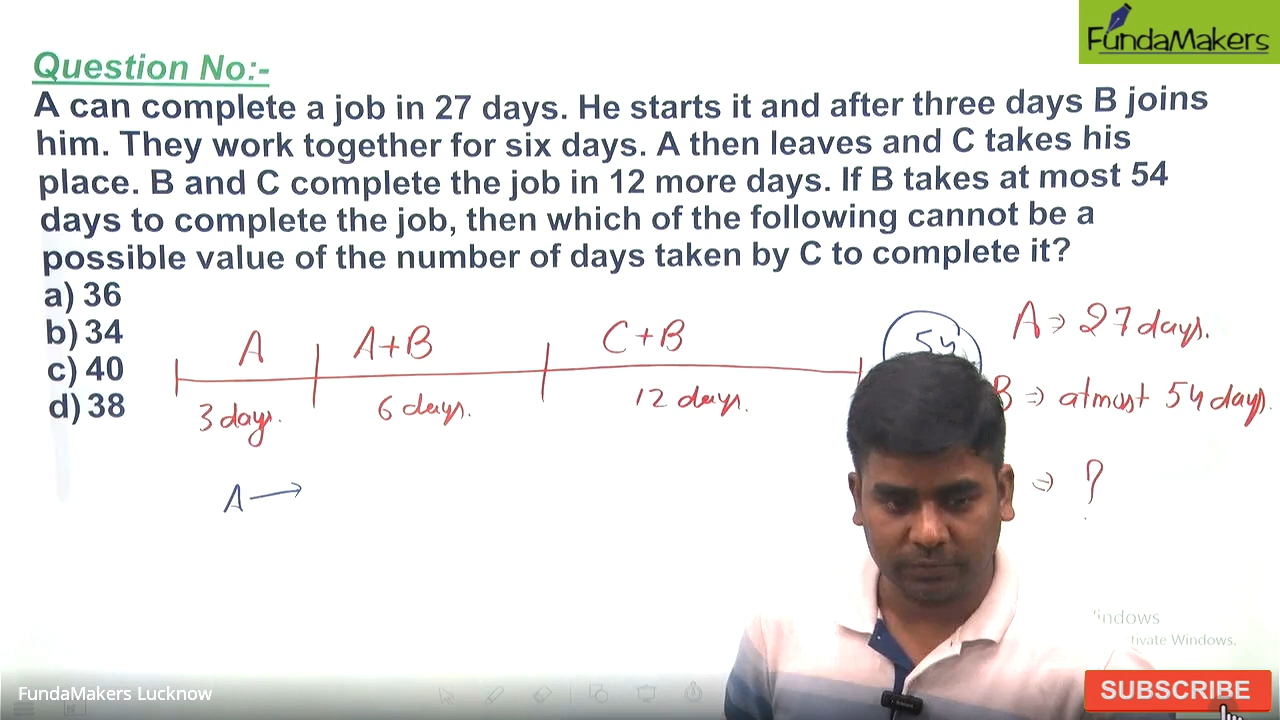 FundaMakers
Question No:-
A can complete a job in 27 days. He starts it and after three days B joins
him. They work together for six days. A then leaves and C takes his
place. B and C complete the job in 12 more days. If B takes at most 54
days to complete the job, then which of the following cannot be a
possible value of the number of days taken by C to complete it?
a) 36
b) 34
c) 40
d) 38
A A+B C+B
3 days. 6 days. 12 days.
54
A ⇒ 27 days.
B ⇒ atmost 54 days.
⇒ ?
A →
indows
tivate Windows.
FundaMakers Lucknow
SUBSCRIBE